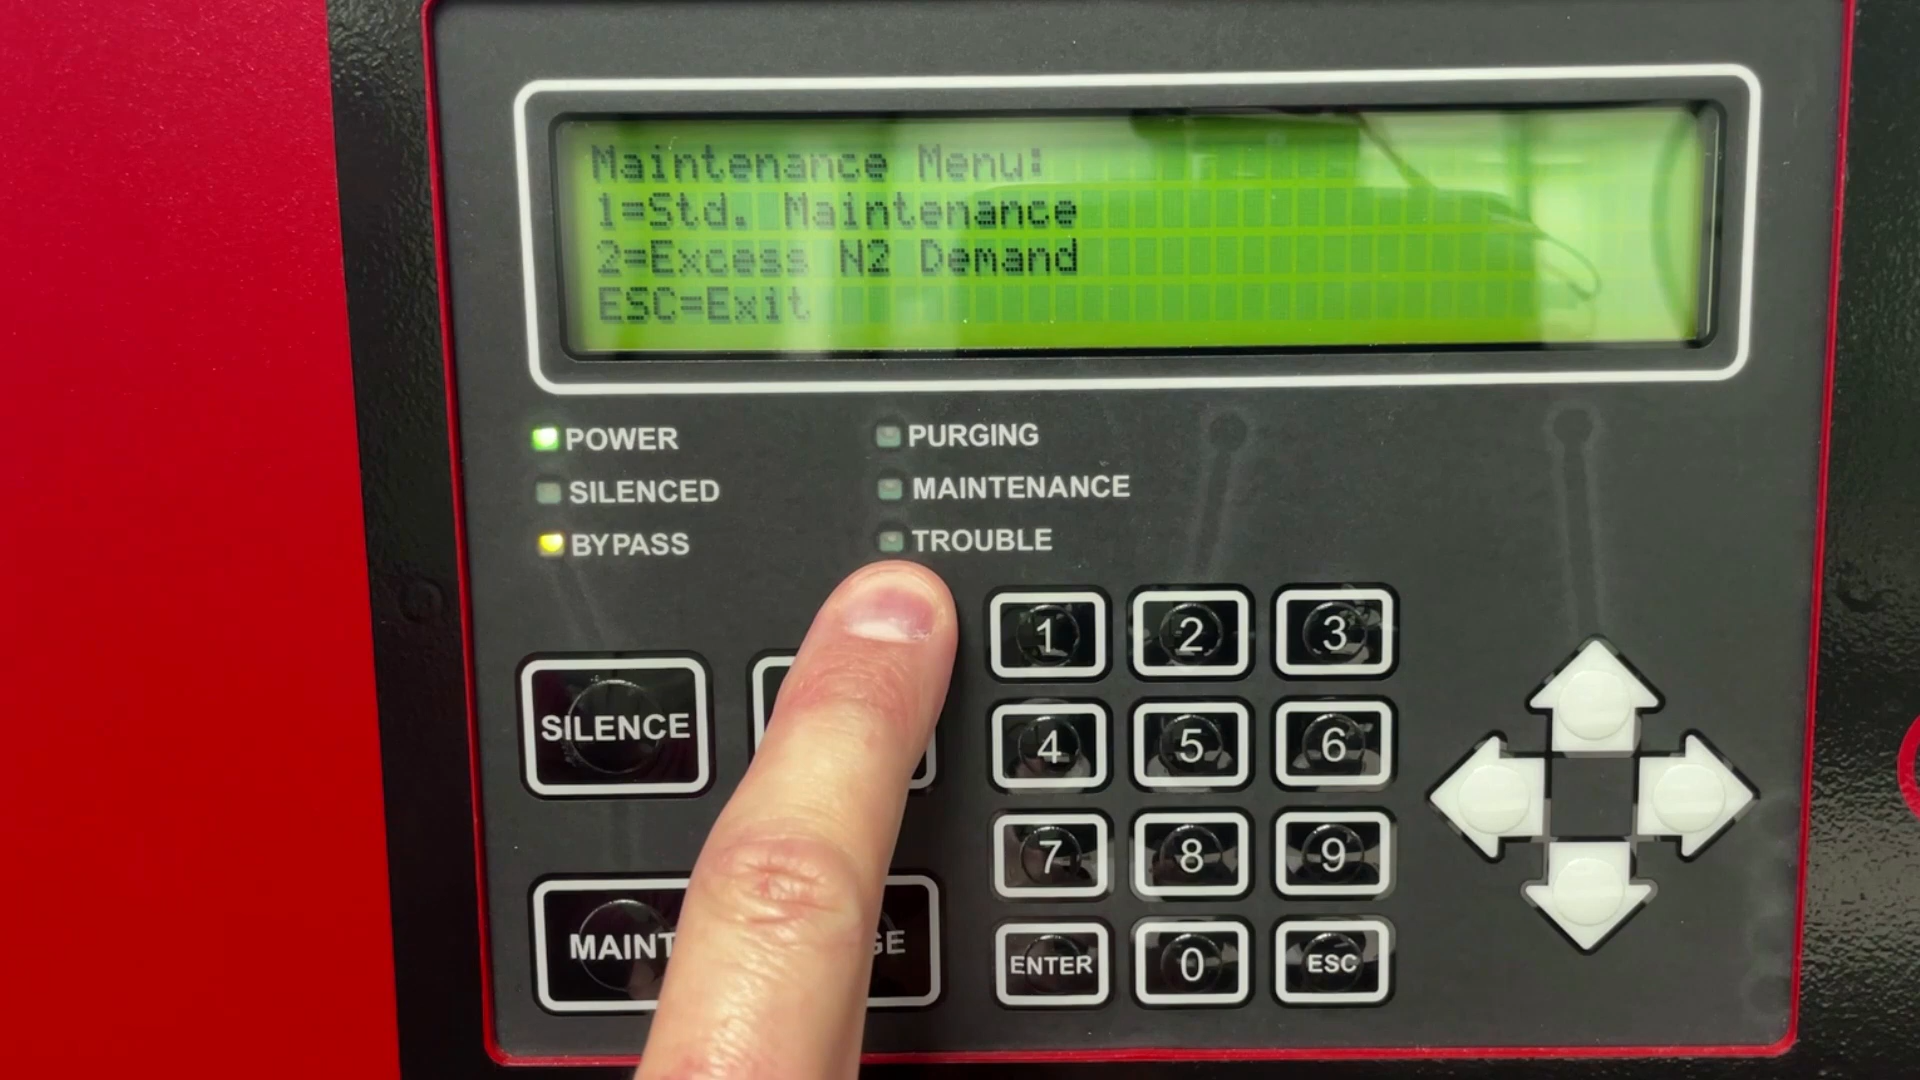 Maintenance Menu:
1=Std. Maintenance
2=Excess N2 Demand
ESC=Exit
POWER
PURGING
SILENCED
MAINTENANCE
BYPASS
TROUBLE
1 2 3
SILENCE
4 5 6
7 8 9
MAINT
GE
ENTER 0 ESC